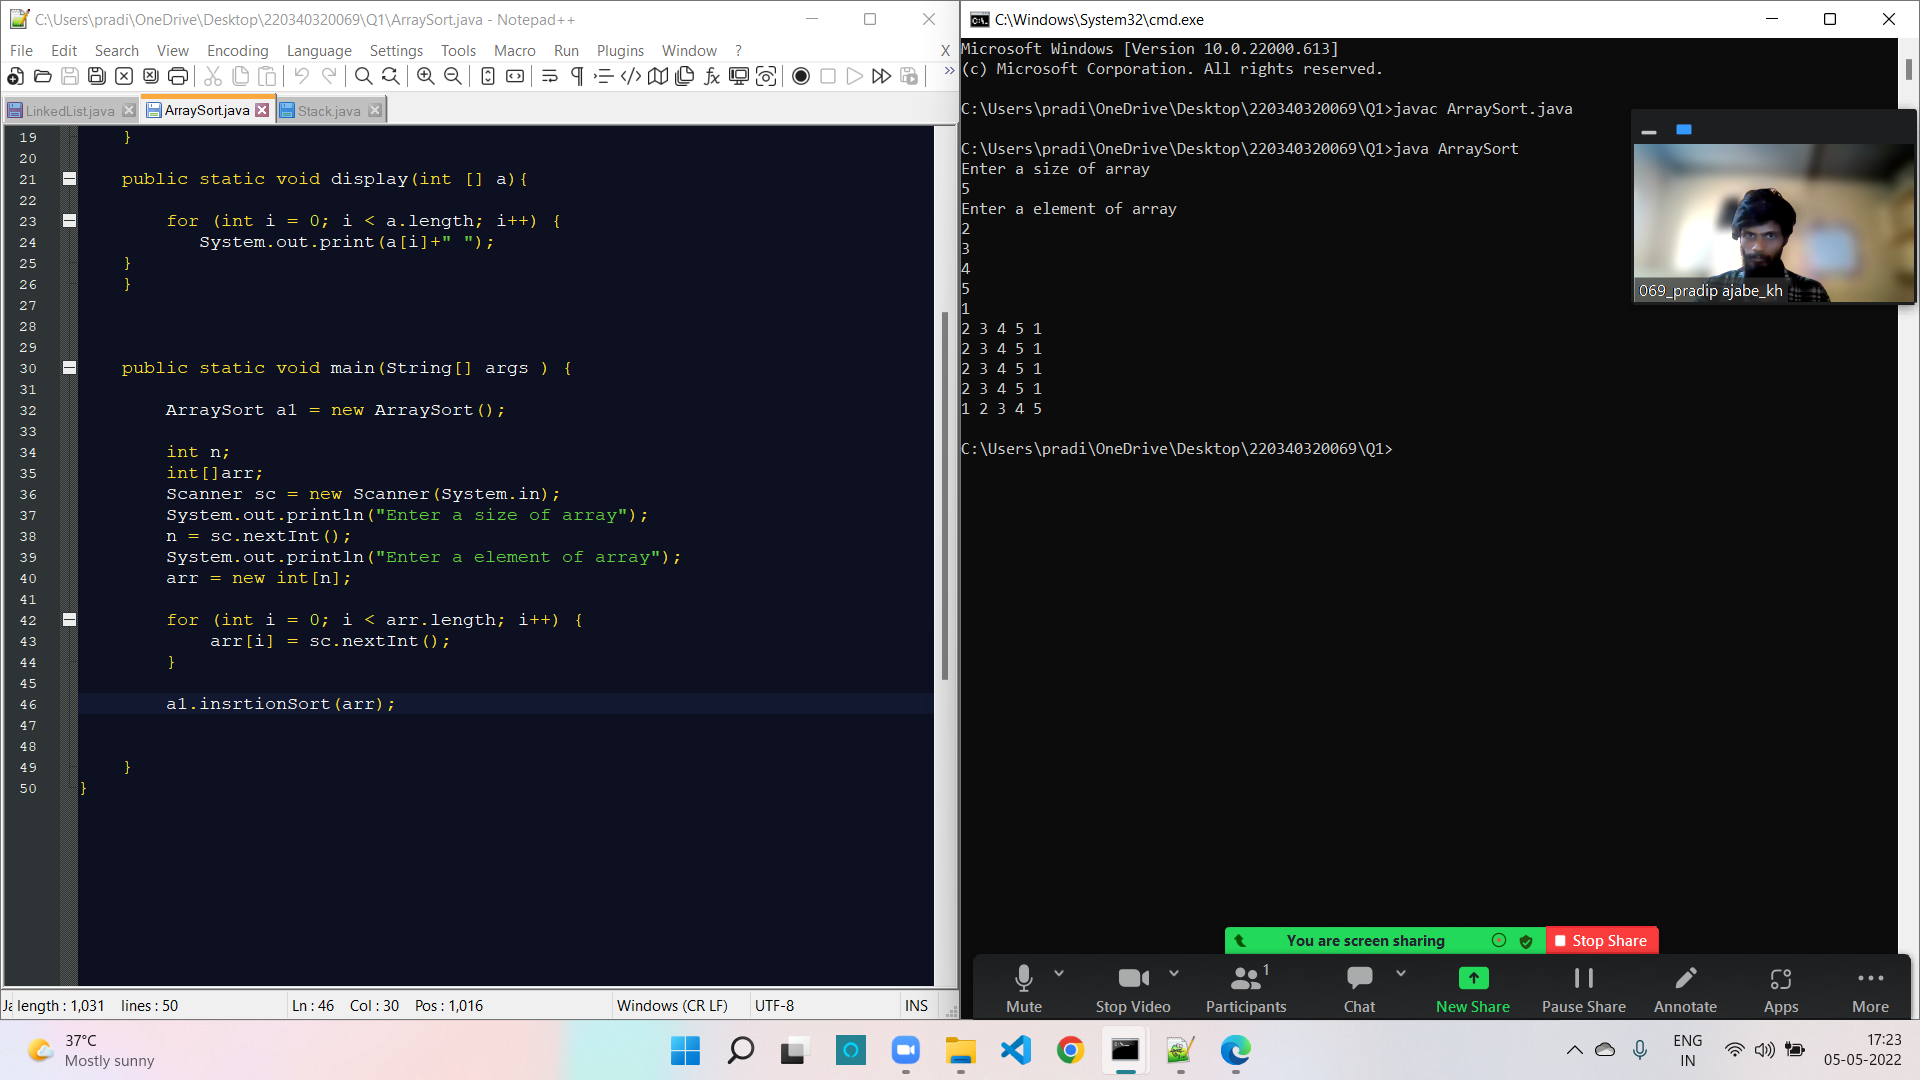 C:\Users\pradi\OneDrive\Desktop\220340320069\Q1\ArraySort.java - Notepad++
File Edit Search View Encoding Language Settings Tools Macro Run Plugins Window ? X
LinkedList.java ArraySort.java Stack.java
19 }
20
21 public static void display(int [] a){
22
23 for (int i = 0; i < a.length; i++) {
24 System.out.print(a[i]+" ");
25 }
26 }
27
28
29
30 public static void main(String[] args ) {
31
32 ArraySort a1 = new ArraySort();
33
34 int n;
35 int[]arr;
36 Scanner sc = new Scanner(System.in);
37 System.out.println("Enter a size of array");
38 n = sc.nextInt();
39 System.out.println("Enter a element of array");
40 arr = new int[n];
41
42 for (int i = 0; i < arr.length; i++) {
43 arr[i] = sc.nextInt();
44 }
45
46 a1.insrtionSort(arr);
47
48
49 }
50 }
Ja length : 1,031 lines : 50 Ln : 46 Col : 30 Pos : 1,016 Windows (CR LF) UTF-8 INS
C:\Windows\System32\cmd.exe
Microsoft Windows [Version 10.0.22000.613]
(c) Microsoft Corporation. All rights reserved.
C:\Users\pradi\OneDrive\Desktop\220340320069\Q1>javac ArraySort.java
C:\Users\pradi\OneDrive\Desktop\220340320069\Q1>java ArraySort
Enter a size of array
5
Enter a element of array
2
3
4
5
1
2 3 4 5 1
2 3 4 5 1
2 3 4 5 1
2 3 4 5 1
1 2 3 4 5
C:\Users\pradi\OneDrive\Desktop\220340320069\Q1>
069_pradip ajabe_kh
You are screen sharing Stop Share
1
Mute Stop Video Participants Chat New Share Pause Share Annotate Apps More
37°C
Mostly sunny
ENG
IN
17:23
05-05-2022